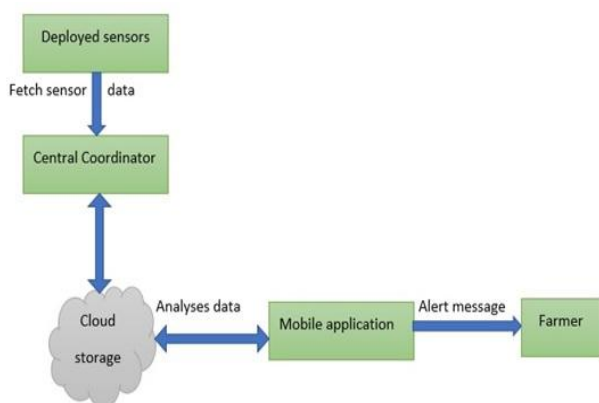 Deployed sensors
Fetch sensor data
Central Coordinator
Cloud
storage
Analyses data
Mobile application
Alert message
Farmer